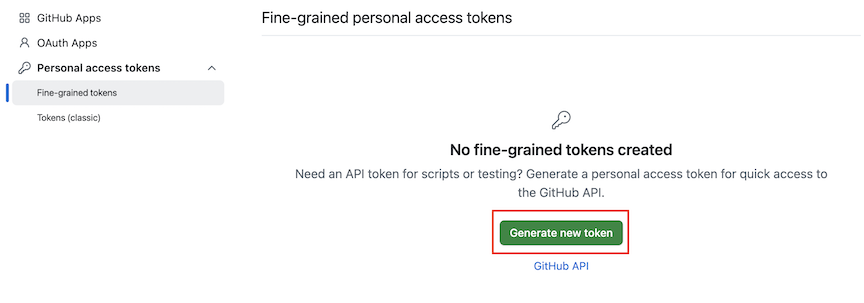 GitHub Apps
OAuth Apps
Personal access tokens
Fine-grained tokens
Tokens (classic)
Fine-grained personal access tokens
No fine-grained tokens created
Need an API token for scripts or testing? Generate a personal access token for quick access to
the GitHub API.
Generate new token
GitHub API